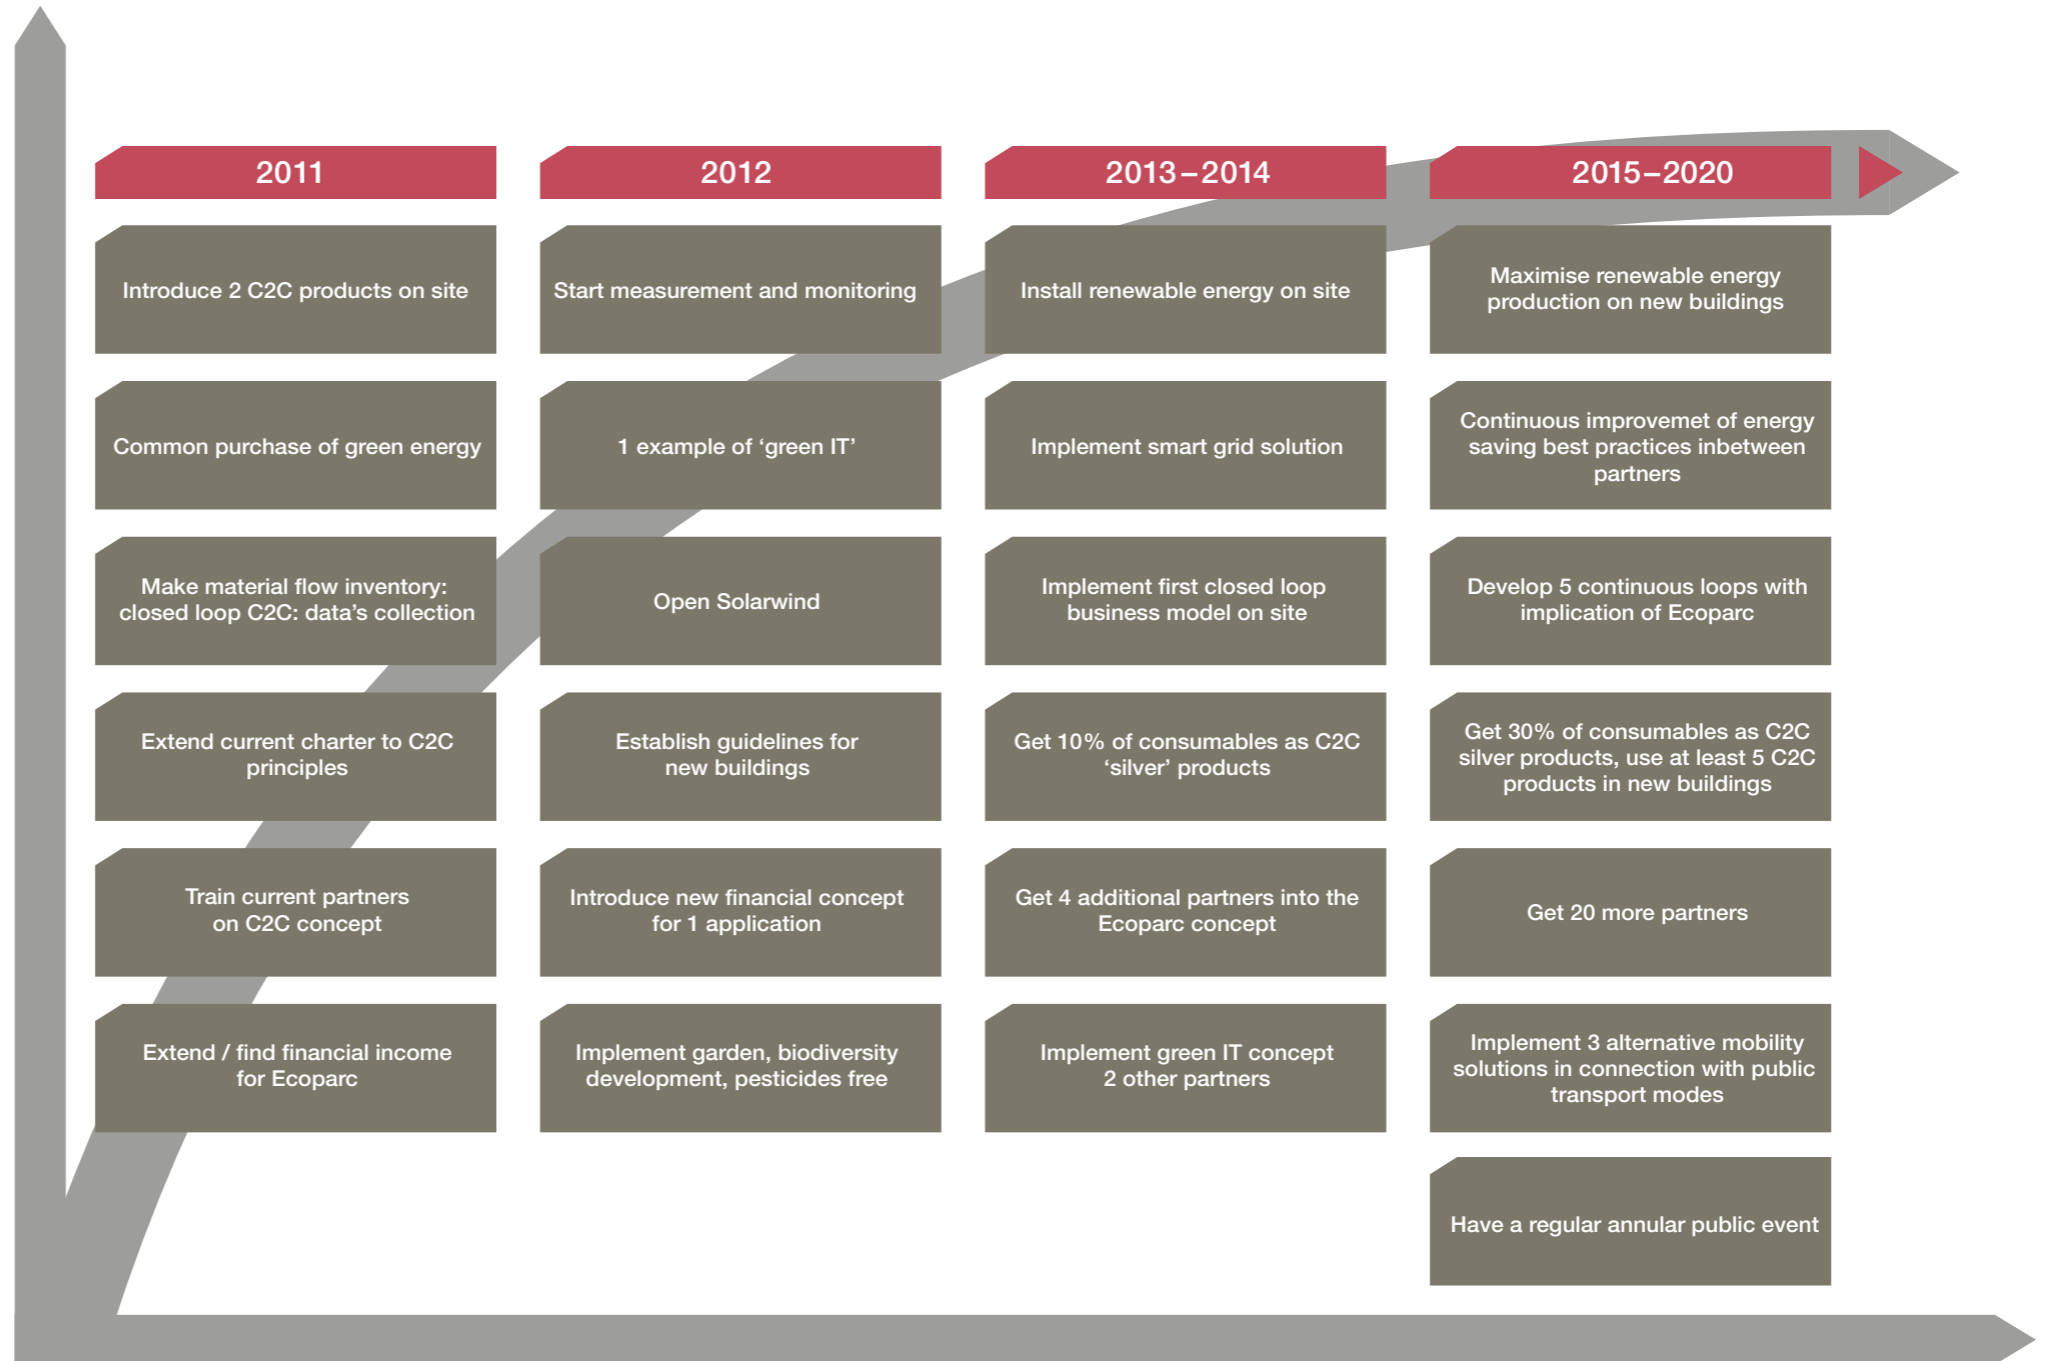 2011
Introduce 2 C2C products on site
Common purchase of green energy
Make material flow inventory:
closed loop C2C: data’s collection
Extend current charter to C2C
principles
Train current partners
on C2C concept
Extend / find financial income
for Ecoparc
2012
Start measurement and monitoring
1 example of ‘green IT’
Open Solarwind
Establish guidelines for
new buildings
Introduce new financial concept
for 1 application
Implement garden, biodiversity
development, pesticides free
2013–2014
Install renewable energy on site
Implement smart grid solution
Implement first closed loop
business model on site
Get 10% of consumables as C2C
‘silver’ products
Get 4 additional partners into the
Ecoparc concept
Implement green IT concept
2 other partners
2015–2020
Maximise renewable energy
production on new buildings
Continuous improvemet of energy
saving best practices inbetween
partners
Develop 5 continuous loops with
implication of Ecoparc
Get 30% of consumables as C2C
silver products, use at least 5 C2C
products in new buildings
Get 20 more partners
Implement 3 alternative mobility
solutions in connection with public
transport modes
Have a regular annular public event